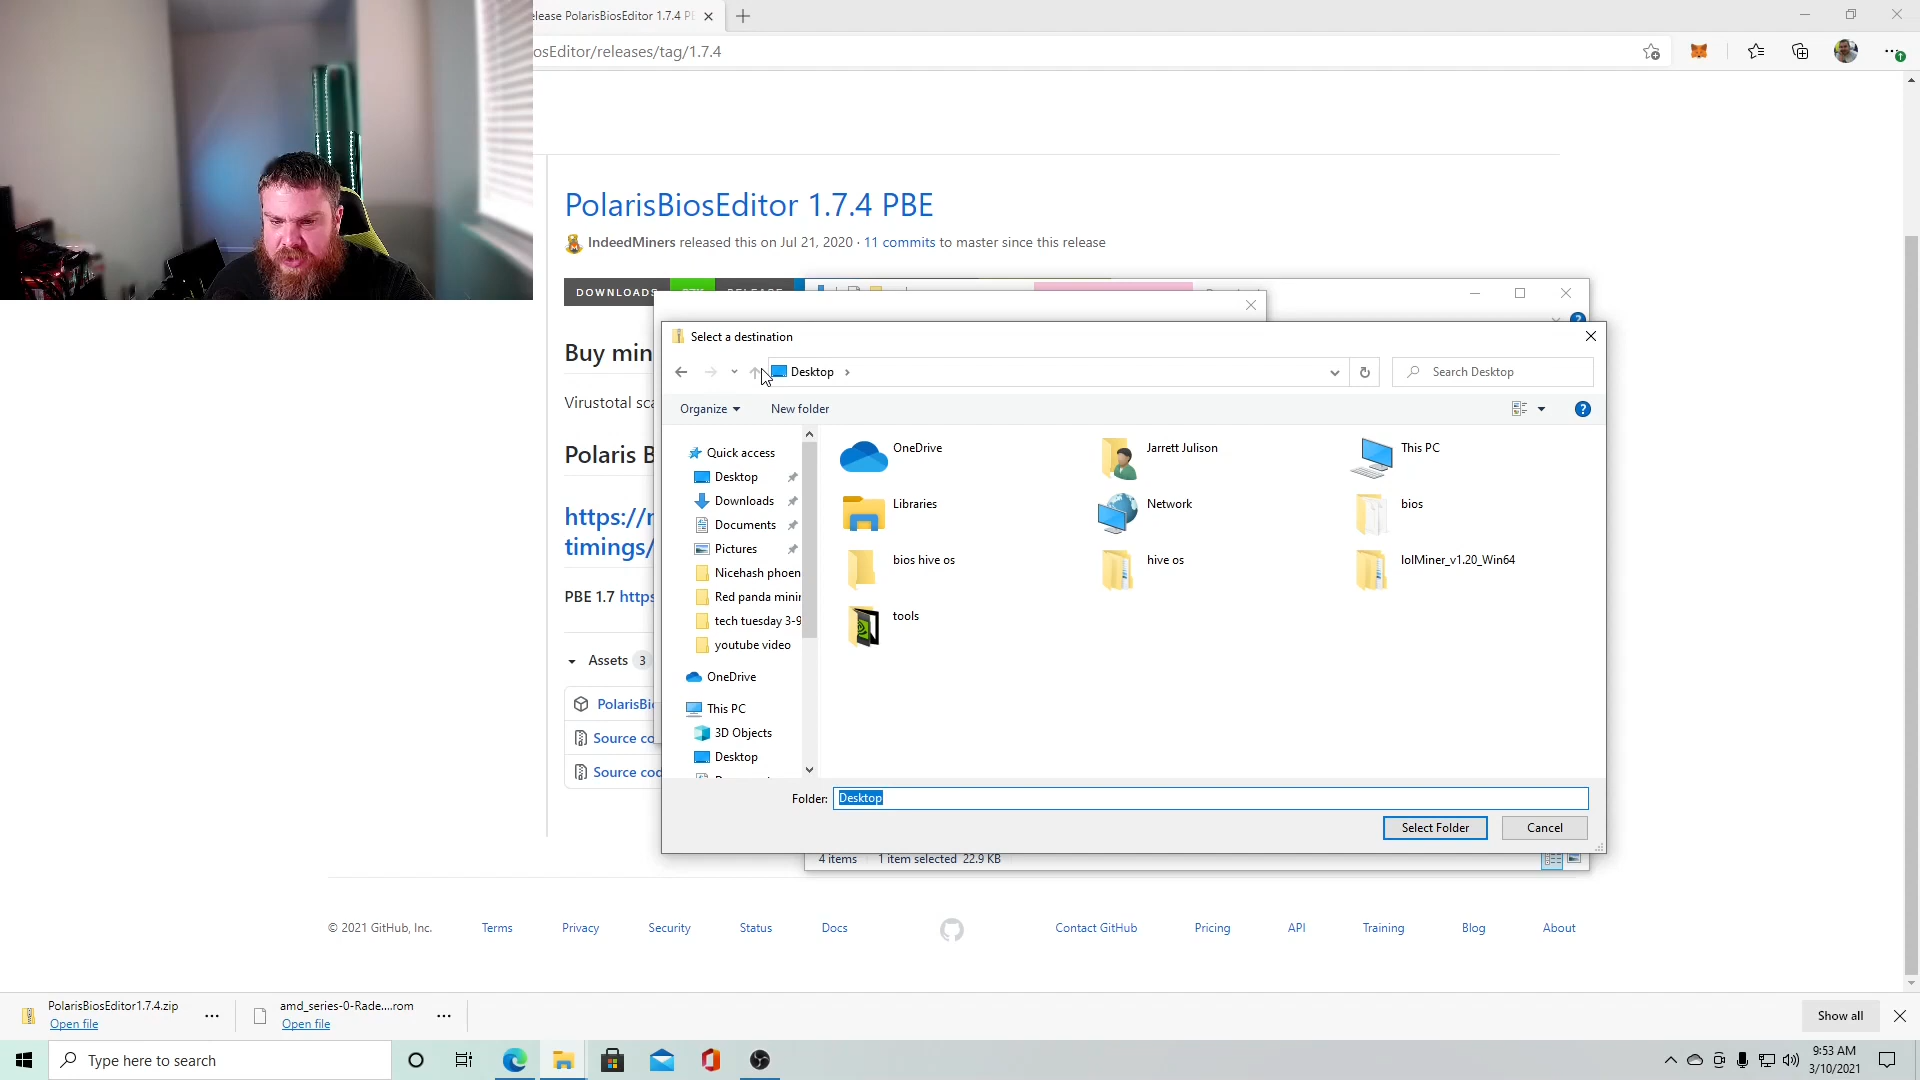 elease PolarisBiosEditor 1.7.4 PE
osEditor/releases/tag/1.7.4
PolarisBiosEditor 1.7.4 PBE
IndeedMiners released this on Jul 21, 2020 · 11 commits to master since this release
DOWNLOADS
RELEASE
Buy min
Virustotal sca
Polaris B
https://r
timings/
PBE 1.7 https
Assets 3
PolarisBi
Source co
Source cod
Select a destination
Desktop
Search Desktop
Organize
New folder
Quick access
Desktop
Downloads
Documents
Pictures
Nicehash phoen
Red panda minin
tech tuesday 3-9
youtube video
OneDrive
This PC
3D Objects
Desktop
OneDrive
Jarrett Julison
This PC
Libraries
Network
bios
bios hive os
hive os
lolMiner_v1.20_Win64
tools
Folder: Desktop
Select Folder
Cancel
4 items 1 item selected 22.9 KB
© 2021 GitHub, Inc. Terms Privacy Security Status Docs Contact GitHub Pricing API Training Blog About
PolarisBiosEditor1.7.4.zip
Open file
amd_series-0-Rade....rom
Open file
Show all
Type here to search
9:53 AM
3/10/2021